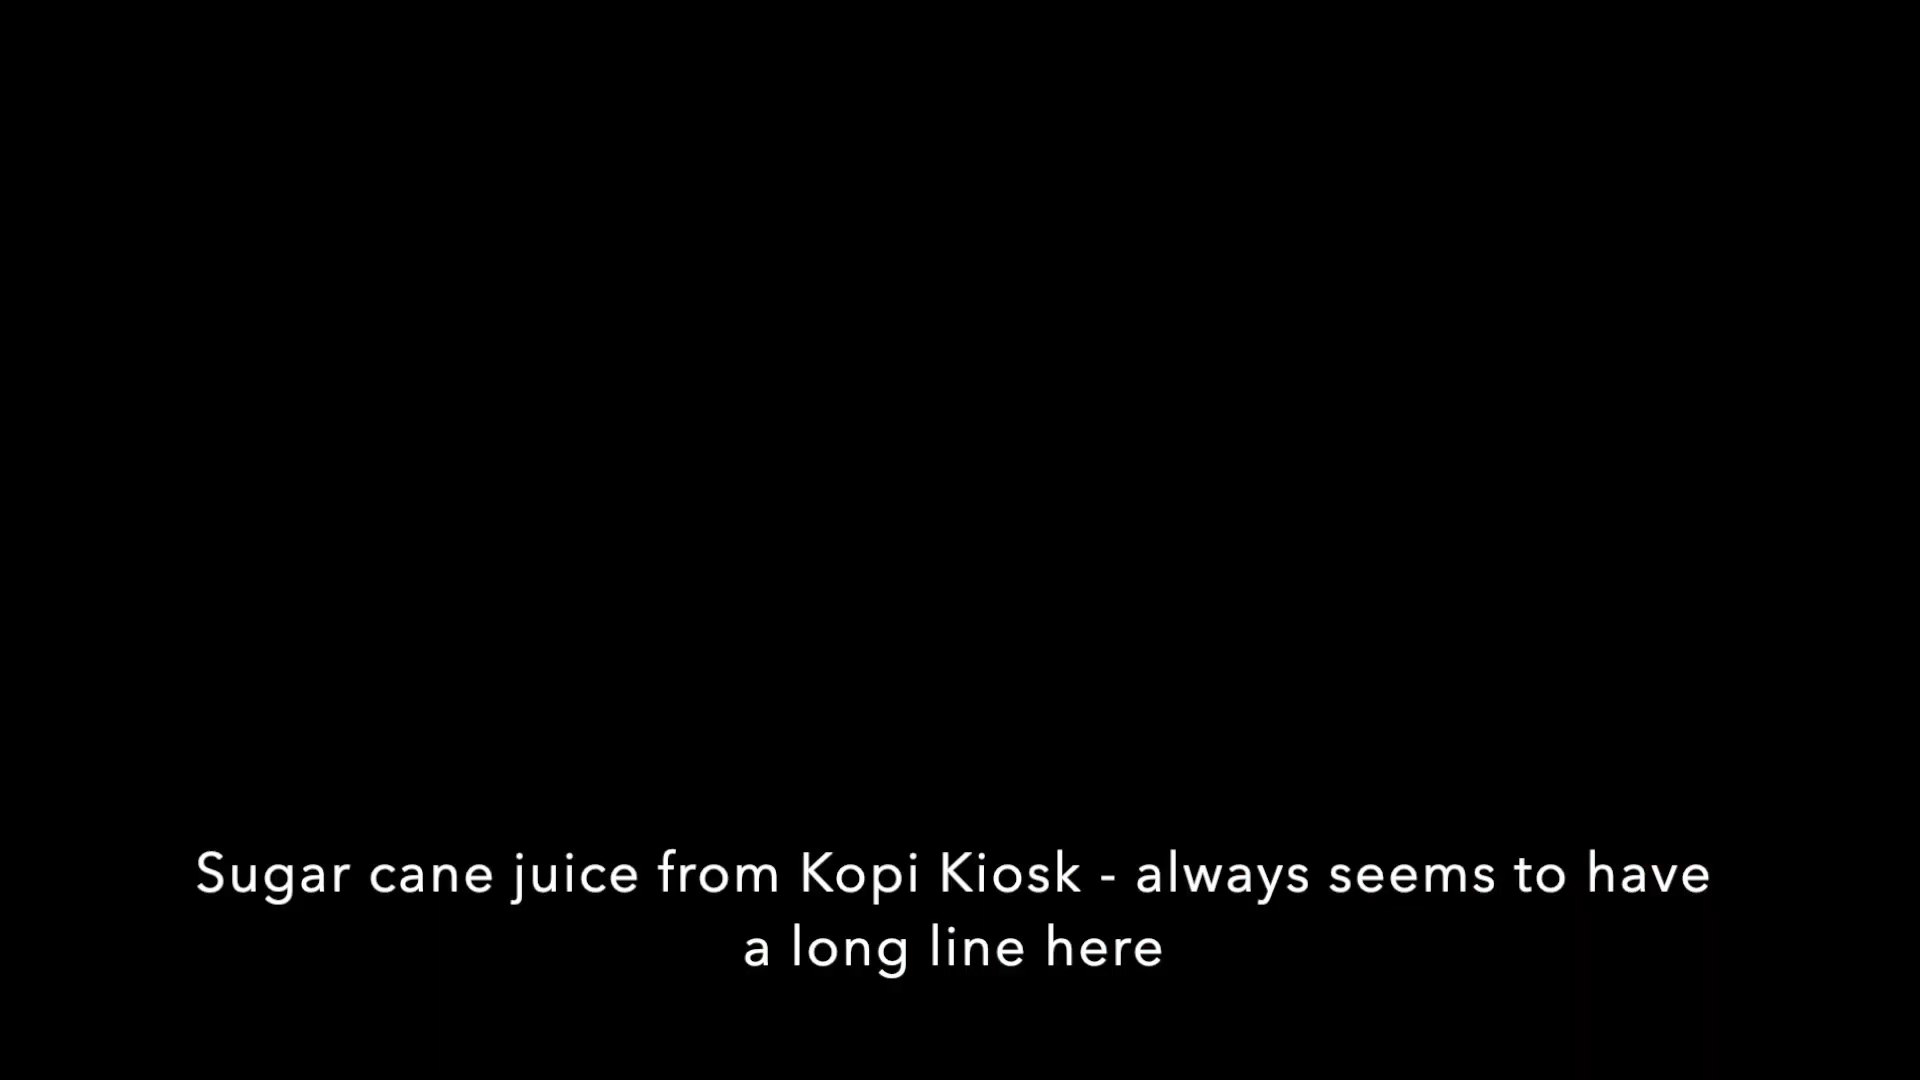 Sugar cane juice from Kopi Kiosk - always seems to have
a long line here